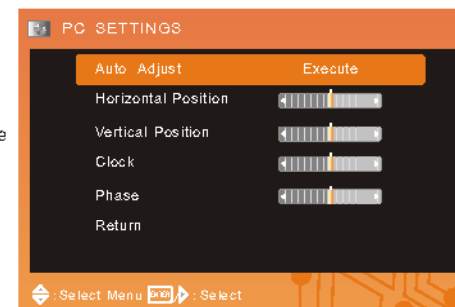 PC SETTINGS
Auto Adjust Execute
Horizontal Position
e
Vertical Position
Clock
Phase
Return
: Select Menu ENTER / : Select